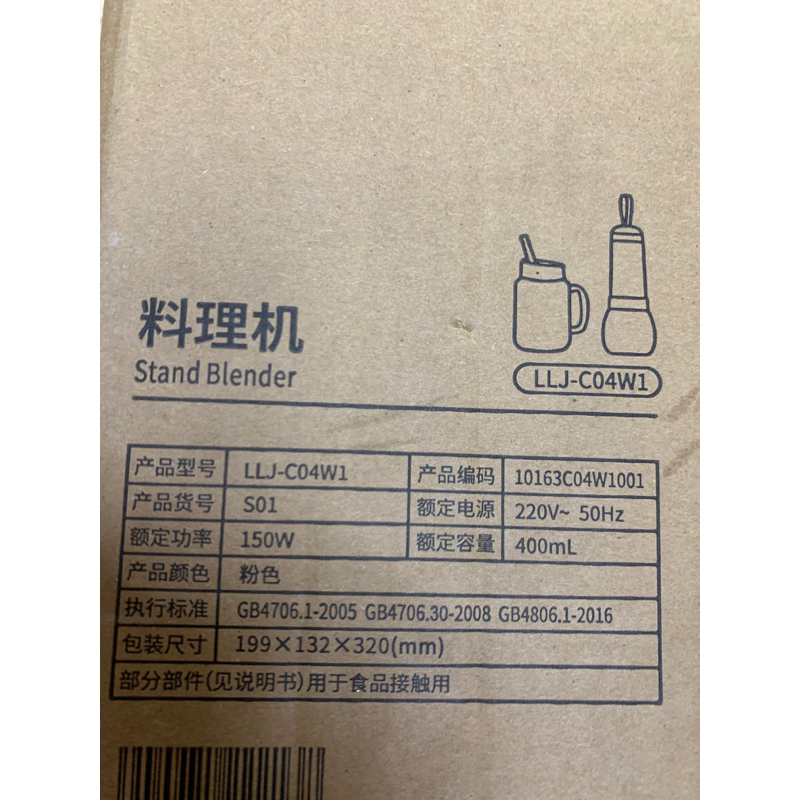 料理机
Stand Blender
LLJ-C04W1
产品型号 LLJ-C04W1 产品编码 10163C04W1001
产品货号 S01 额定电源 220V~ 50Hz
额定功率 150W 额定容量 400mL
产品颜色 粉色
执行标准 GB4706.1-2005 GB4706.30-2008 GB4806.1-2016
包装尺寸 199×132×320(mm)
部分部件(见说明书)用于食品接触用